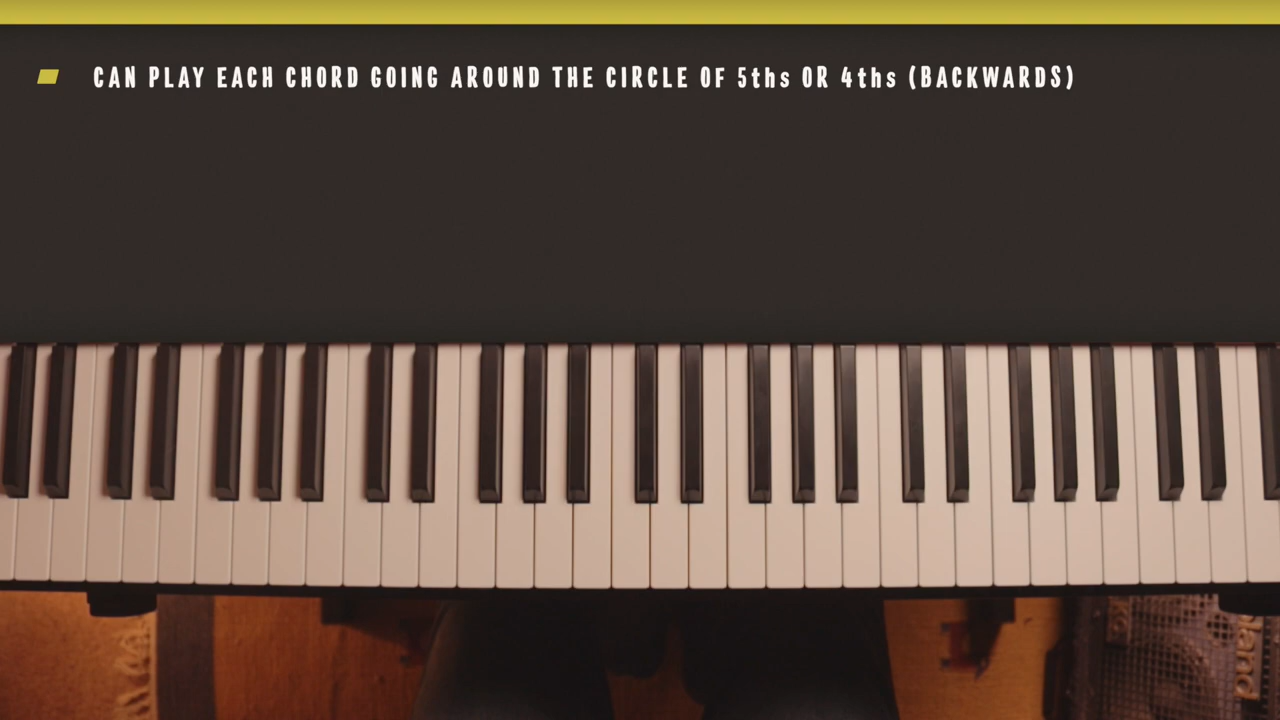 CAN PLAY EACH CHORD GOING AROUND THE CIRCLE OF 5ths OR 4ths (BACKWARDS)